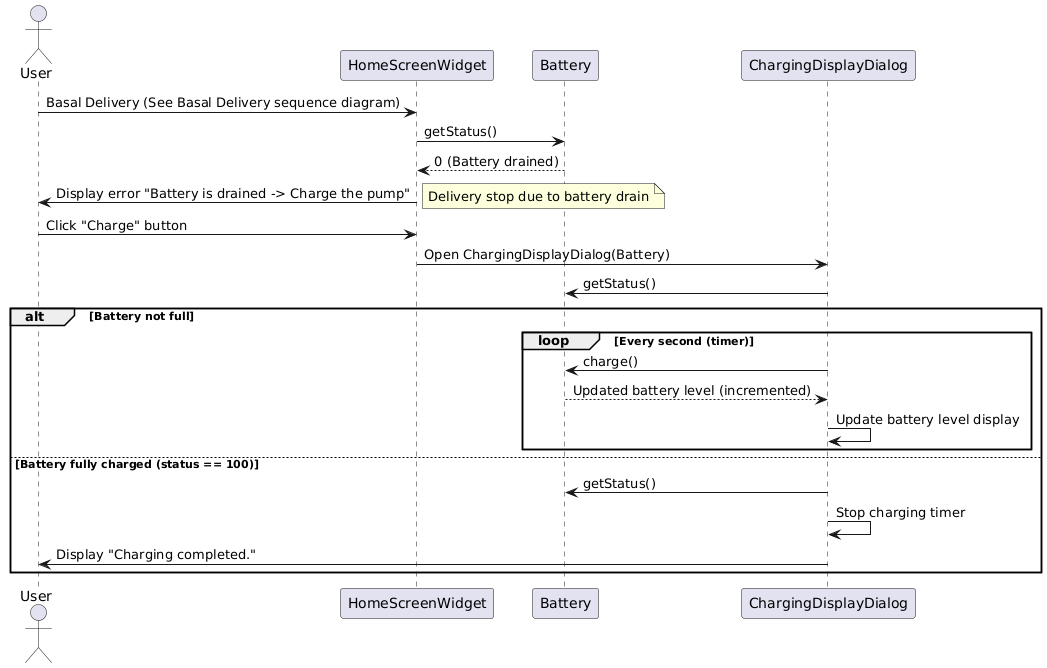 User
HomeScreenWidget
Battery
ChargingDisplayDialog
Basal Delivery (See Basal Delivery sequence diagram)
getStatus()
0 (Battery drained)
Display error "Battery is drained -> Charge the pump"
Delivery stop due to battery drain
Click "Charge" button
Open ChargingDisplayDialog(Battery)
getStatus()
alt
[Battery not full]
loop
[Every second (timer)]
charge()
Updated battery level (incremented)
Update battery level display
[Battery fully charged (status == 100)]
getStatus()
Stop charging timer
Display "Charging completed."
User
HomeScreenWidget
Battery
ChargingDisplayDialog